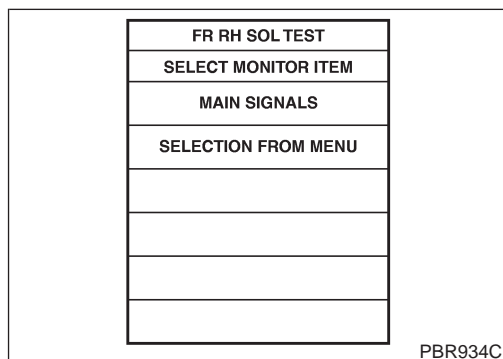 FR RH SOL TEST
SELECT MONITOR ITEM
MAIN SIGNALS
SELECTION FROM MENU
PBR934C